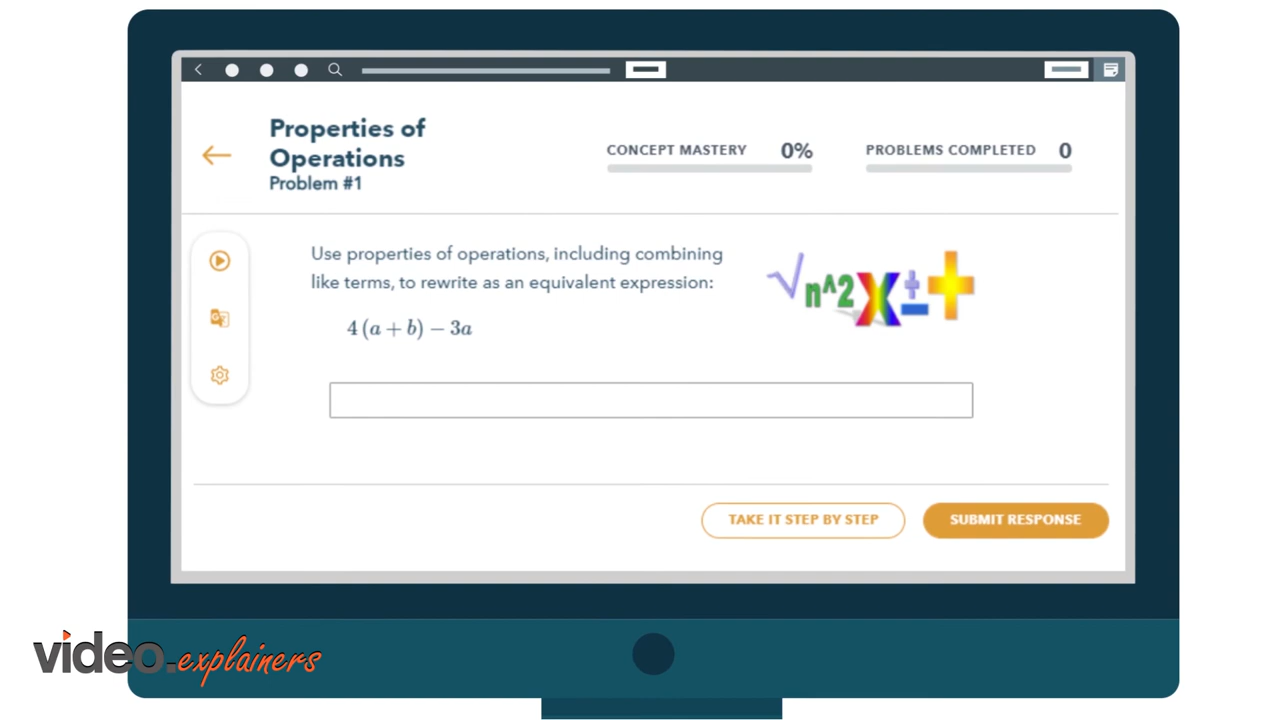 Properties of
Operations
Problem #1
CONCEPT MASTERY 0%
PROBLEMS COMPLETED 0
Use properties of operations, including combining
like terms, to rewrite as an equivalent expression:
4 (a + b) − 3a
√ n^2 X ± +
TAKE IT STEP BY STEP
SUBMIT RESPONSE
video.explainers